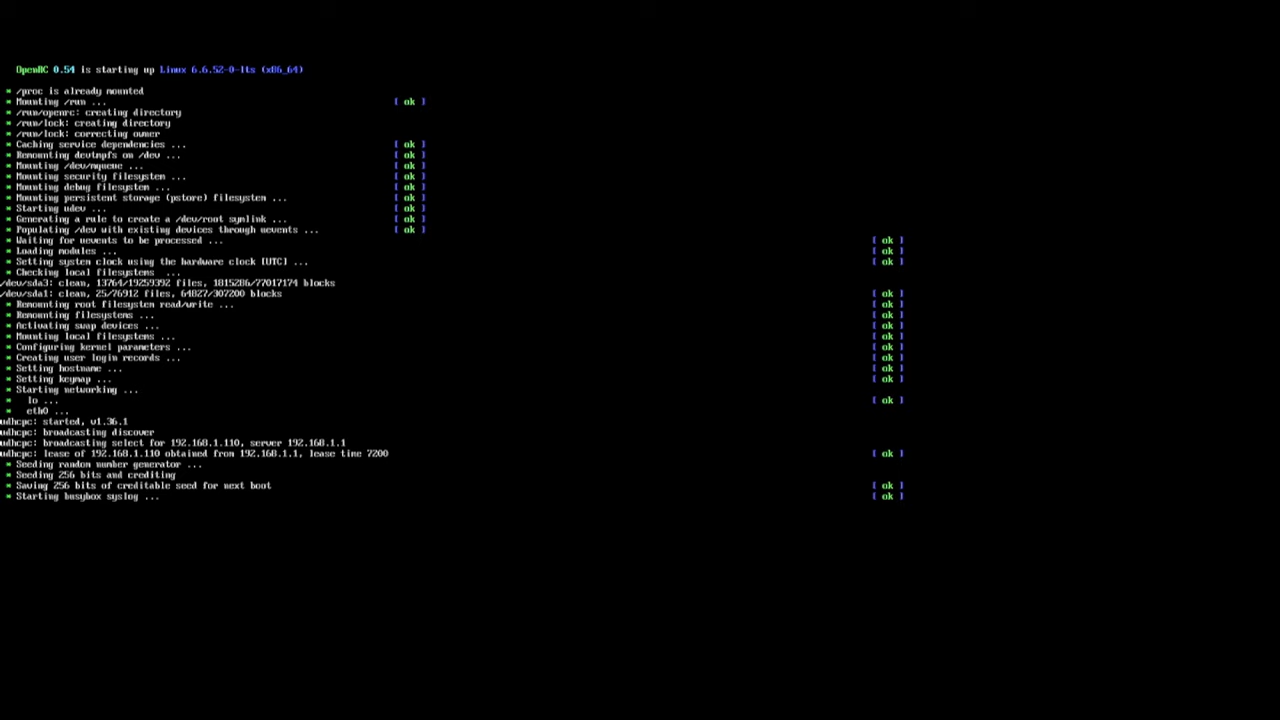 OpenRC 0.54 is starting up Linux 6.6.52-0-lts (x86_64)
* /proc is already mounted
* Mounting /run ... [ ok ]
* /run/openrc: creating directory
* /run/lock: creating directory
* /run/lock: correcting owner
* Caching service dependencies ... [ ok ]
* Remounting devtmpfs on /dev ... [ ok ]
* Mounting /dev/mqueue ... [ ok ]
* Mounting security filesystem ... [ ok ]
* Mounting debug filesystem ... [ ok ]
* Mounting persistent storage (pstore) filesystem ... [ ok ]
* Starting udev ... [ ok ]
* Generating a rule to create a /dev/root symlink ... [ ok ]
* Populating /dev with existing devices through uevents ... [ ok ]
* Waiting for uevents to be processed ... [ ok ]
* Loading modules ... [ ok ]
* Setting system clock using the hardware clock [UTC] ... [ ok ]
* Checking local filesystems ...
/dev/sda3: clean, 13764/19259392 files, 1815286/77017174 blocks
/dev/sda1: clean, 25/76912 files, 64827/307200 blocks [ ok ]
* Remounting root filesystem read/write ... [ ok ]
* Remounting filesystems ... [ ok ]
* Activating swap devices ... [ ok ]
* Mounting local filesystems ... [ ok ]
* Configuring kernel parameters ... [ ok ]
* Creating user login records ... [ ok ]
* Setting hostname ... [ ok ]
* Setting keymap ... [ ok ]
* Starting networking ...
* lo ... [ ok ]
* eth0 ...
udhcpc: started, v1.36.1
udhcpc: broadcasting discover
udhcpc: broadcasting select for 192.168.1.110, server 192.168.1.1
udhcpc: lease of 192.168.1.110 obtained from 192.168.1.1, lease time 7200 [ ok ]
* Seeding random number generator ...
* Seeding 256 bits and crediting
* Saving 256 bits of creditable seed for next boot [ ok ]
* Starting busybox syslog ... [ ok ]